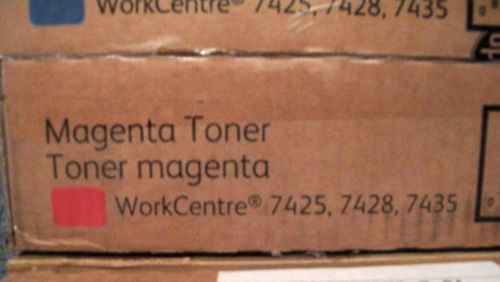 WorkCentre 7425, 7428, 7435
Magenta Toner
Toner magenta
WorkCentre® 7425, 7428, 7435